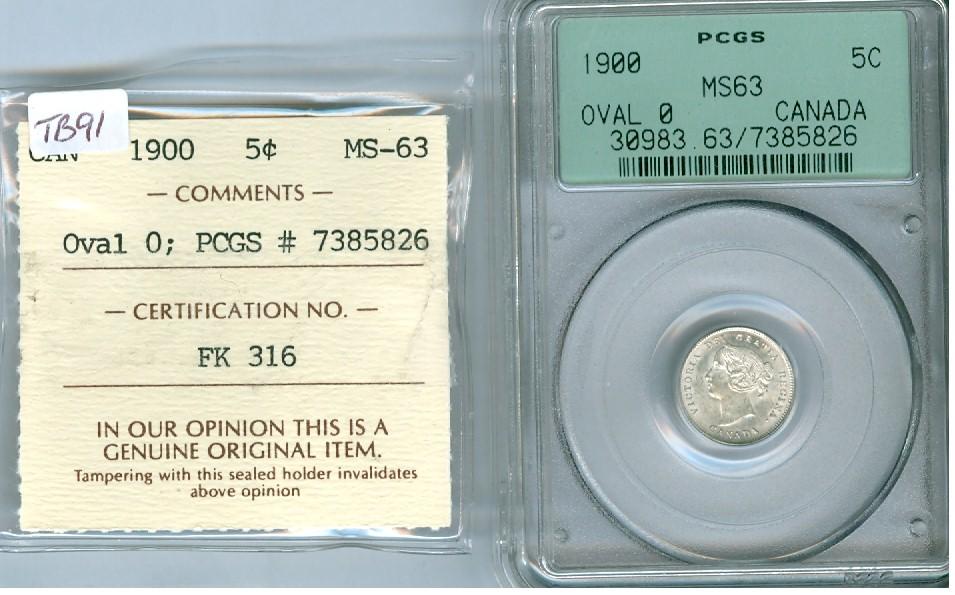 TB91
CAN 1900 5¢ MS-63
— COMMENTS —
Oval 0; PCGS # 7385826
— CERTIFICATION NO. —
FK 316
IN OUR OPINION THIS IS A
GENUINE ORIGINAL ITEM.
Tampering with this sealed holder invalidates
above opinion
PCGS
1900 5C
MS63
OVAL 0 CANADA
30983.63/7385826
VICTORIA DEI GRATIA REGINA.
CANADA